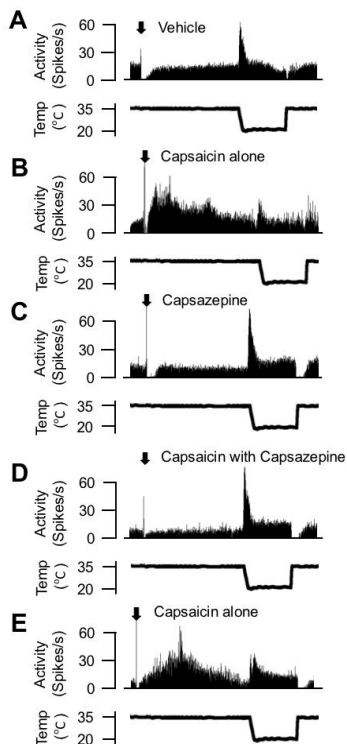 A
Vehicle
Activity
(Spikes/s)
60
30
0
Temp
(°C)
35
20
B
Capsaicin alone
Activity
(Spikes/s)
60
30
0
Temp
(°C)
35
20
C
Capsazepine
Activity
(Spikes/s)
60
30
0
Temp
(°C)
35
20
D
Capsaicin with Capsazepine
Activity
(Spikes/s)
60
30
0
Temp
(°C)
35
20
E
Capsaicin alone
Activity
(Spikes/s)
60
30
0
Temp
(°C)
35
20